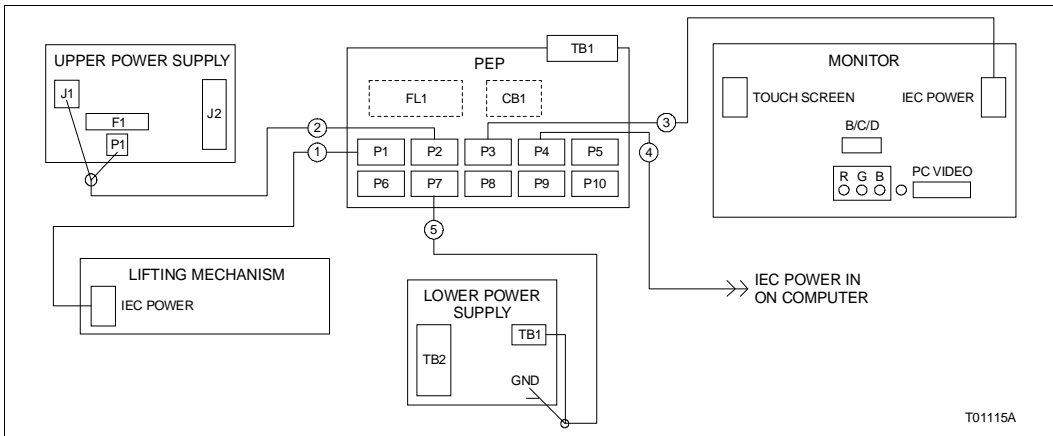 UPPER POWER SUPPLY
J1
F1
P1
J2
TB1
PEP
FL1
CB1
P1
P2
P3
P4
P5
P6
P7
P8
P9
P10
1
2
3
4
5
MONITOR
TOUCH SCREEN
IEC POWER
B/C/D
R G B
PC VIDEO
LIFTING MECHANISM
IEC POWER
LOWER POWER
SUPPLY
TB1
TB2
GND
IEC POWER IN
ON COMPUTER
T01115A